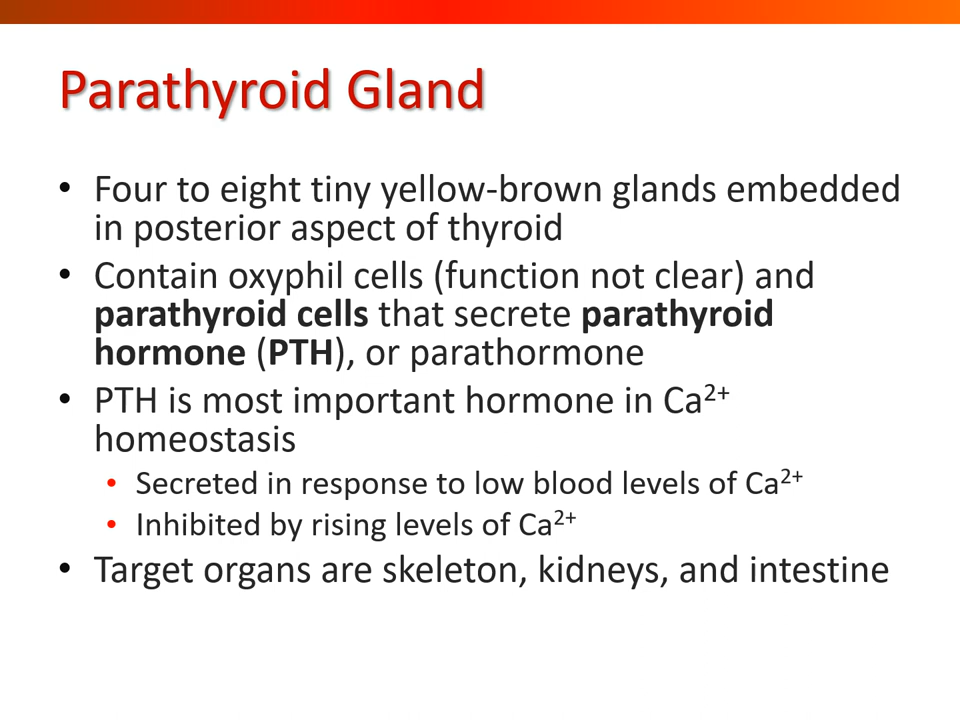 Parathyroid Gland
• Four to eight tiny yellow-brown glands embedded
in posterior aspect of thyroid
• Contain oxyphil cells (function not clear) and
parathyroid cells that secrete parathyroid
hormone (PTH), or parathormone
• PTH is most important hormone in Ca²⁺
homeostasis
• Secreted in response to low blood levels of Ca²⁺
• Inhibited by rising levels of Ca²⁺
• Target organs are skeleton, kidneys, and intestine